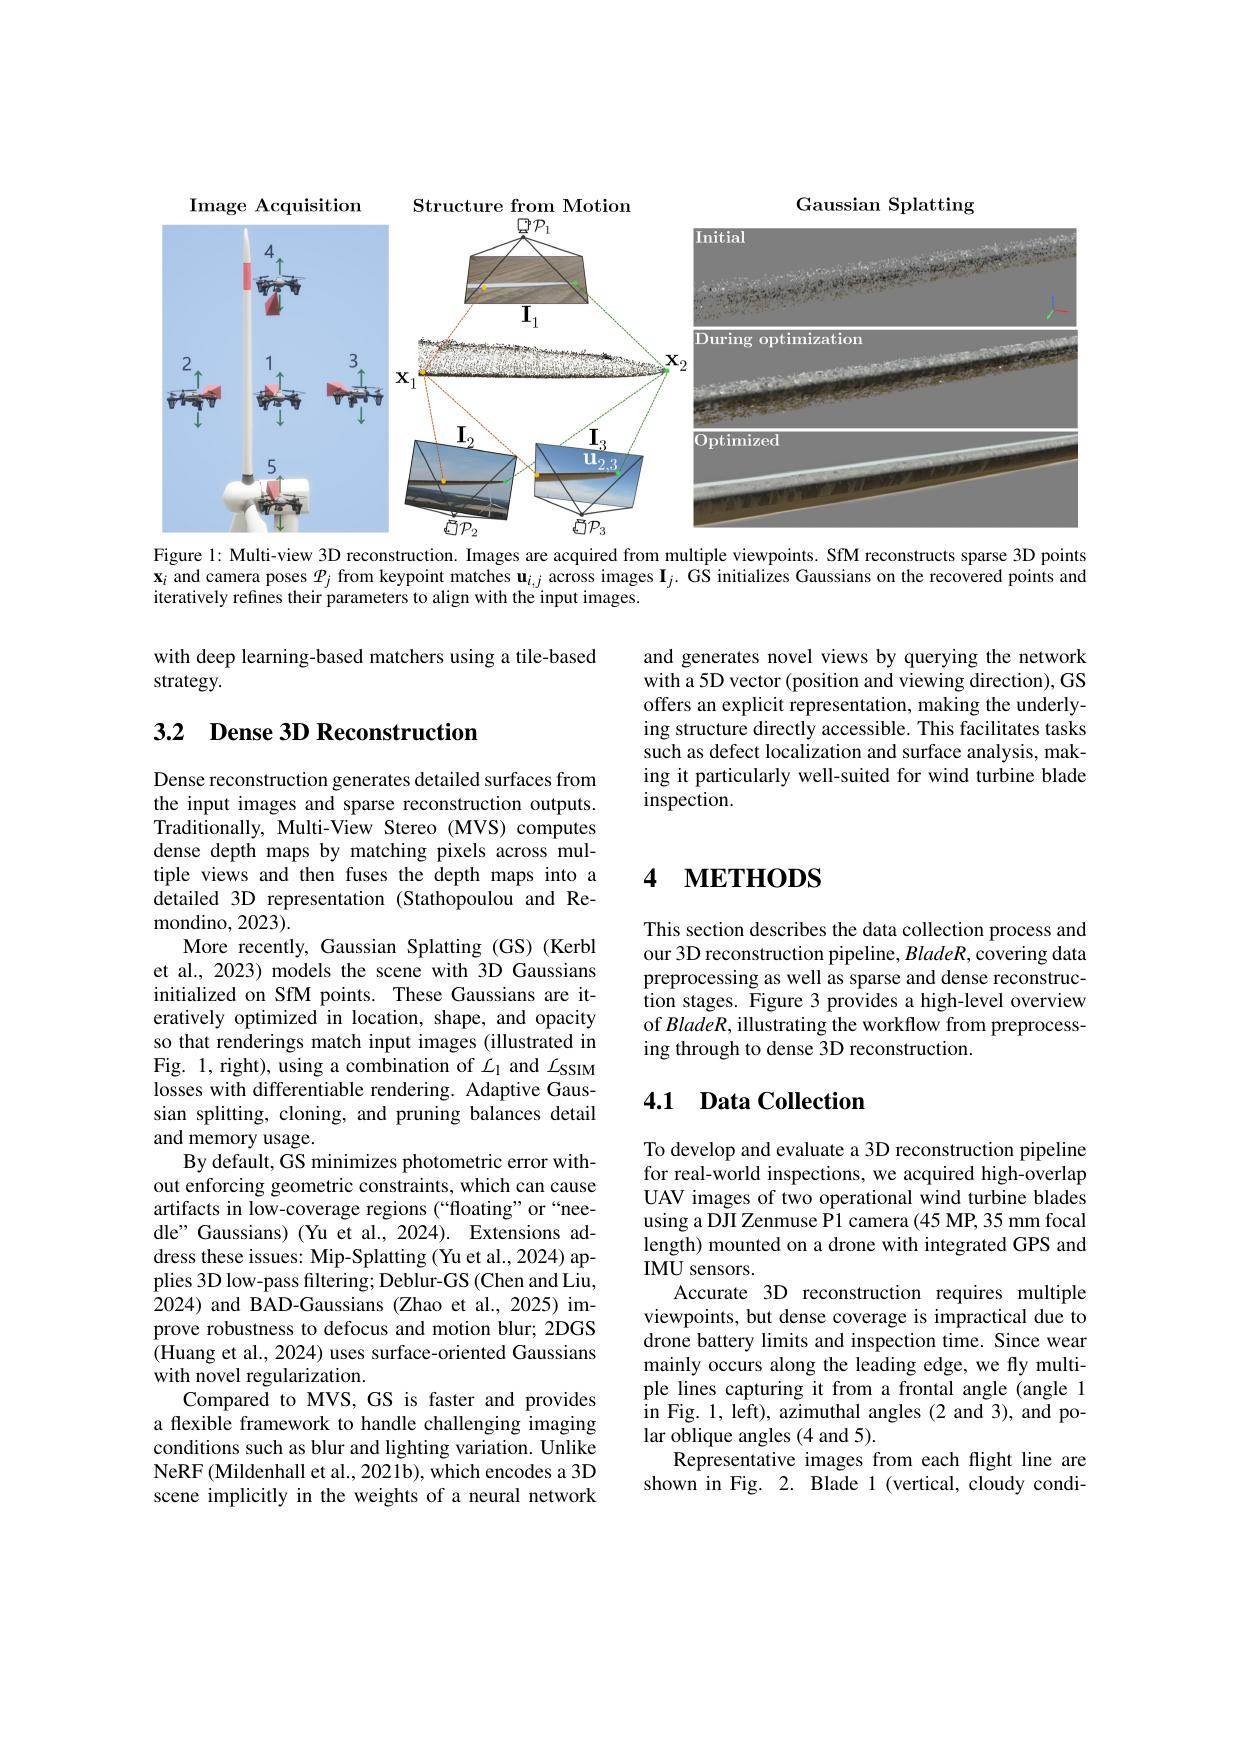 Image Acquisition
Structure from Motion
Gaussian Splatting
4
2
1
3
5
𝒫1
I1
x1
x2
I2
I3
u2,3
𝒫2
𝒫3
Initial
During optimization
Optimized
Figure 1: Multi-view 3D reconstruction. Images are acquired from multiple viewpoints. SfM reconstructs sparse 3D points
xi and camera poses 𝒫j from keypoint matches ui,j across images Ij. GS initializes Gaussians on the recovered points and
iteratively refines their parameters to align with the input images.
with deep learning-based matchers using a tile-based
strategy.
3.2 Dense 3D Reconstruction
Dense reconstruction generates detailed surfaces from
the input images and sparse reconstruction outputs.
Traditionally, Multi-View Stereo (MVS) computes
dense depth maps by matching pixels across mul-
tiple views and then fuses the depth maps into a
detailed 3D representation (Stathopoulou and Re-
mondino, 2023).
More recently, Gaussian Splatting (GS) (Kerbl
et al., 2023) models the scene with 3D Gaussians
initialized on SfM points. These Gaussians are it-
eratively optimized in location, shape, and opacity
so that renderings match input images (illustrated in
Fig. 1, right), using a combination of ℒ1 and ℒSSIM
losses with differentiable rendering. Adaptive Gaus-
sian splitting, cloning, and pruning balances detail
and memory usage.
By default, GS minimizes photometric error with-
out enforcing geometric constraints, which can cause
artifacts in low-coverage regions (“floating” or “nee-
dle” Gaussians) (Yu et al., 2024). Extensions ad-
dress these issues: Mip-Splatting (Yu et al., 2024) ap-
plies 3D low-pass filtering; Deblur-GS (Chen and Liu,
2024) and BAD-Gaussians (Zhao et al., 2025) im-
prove robustness to defocus and motion blur; 2DGS
(Huang et al., 2024) uses surface-oriented Gaussians
with novel regularization.
Compared to MVS, GS is faster and provides
a flexible framework to handle challenging imaging
conditions such as blur and lighting variation. Unlike
NeRF (Mildenhall et al., 2021b), which encodes a 3D
scene implicitly in the weights of a neural network
and generates novel views by querying the network
with a 5D vector (position and viewing direction), GS
offers an explicit representation, making the underly-
ing structure directly accessible. This facilitates tasks
such as defect localization and surface analysis, mak-
ing it particularly well-suited for wind turbine blade
inspection.
4 METHODS
This section describes the data collection process and
our 3D reconstruction pipeline, BladeR, covering data
preprocessing as well as sparse and dense reconstruc-
tion stages. Figure 3 provides a high-level overview
of BladeR, illustrating the workflow from preprocess-
ing through to dense 3D reconstruction.
4.1 Data Collection
To develop and evaluate a 3D reconstruction pipeline
for real-world inspections, we acquired high-overlap
UAV images of two operational wind turbine blades
using a DJI Zenmuse P1 camera (45 MP, 35 mm focal
length) mounted on a drone with integrated GPS and
IMU sensors.
Accurate 3D reconstruction requires multiple
viewpoints, but dense coverage is impractical due to
drone battery limits and inspection time. Since wear
mainly occurs along the leading edge, we fly multi-
ple lines capturing it from a frontal angle (angle 1
in Fig. 1, left), azimuthal angles (2 and 3), and po-
lar oblique angles (4 and 5).
Representative images from each flight line are
shown in Fig. 2. Blade 1 (vertical, cloudy condi-